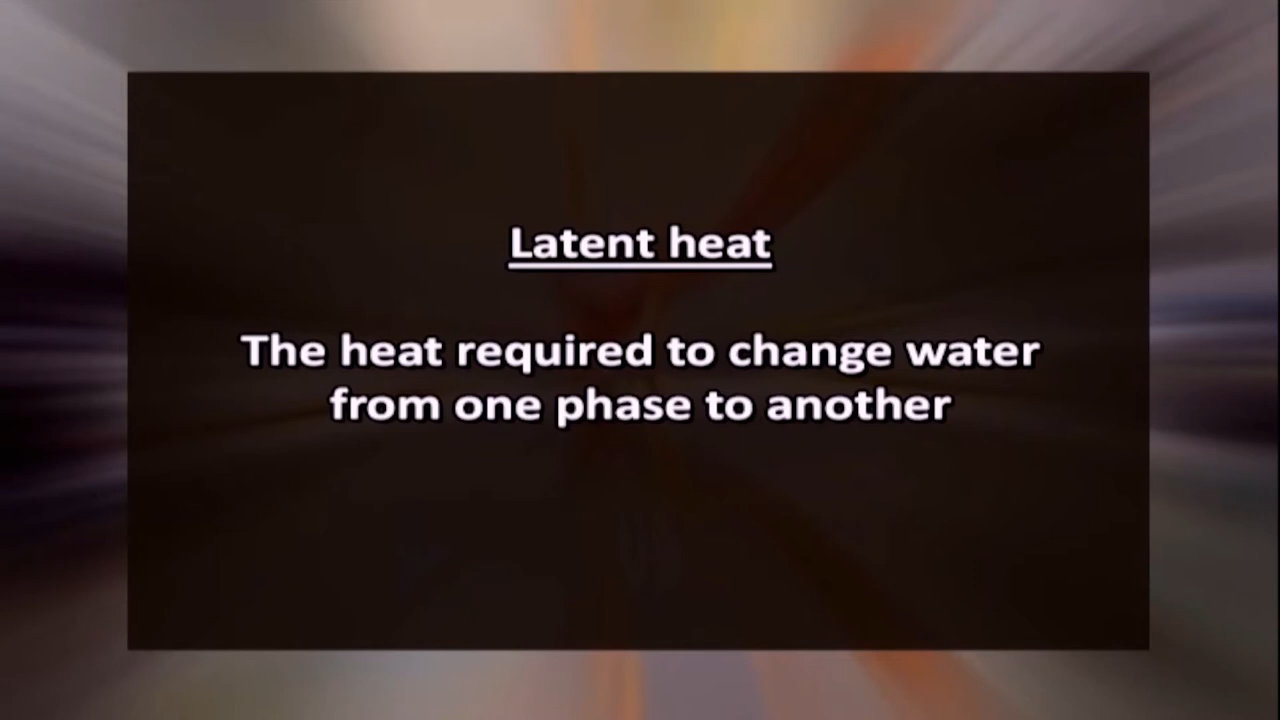 Latent heat
The heat required to change water
from one phase to another